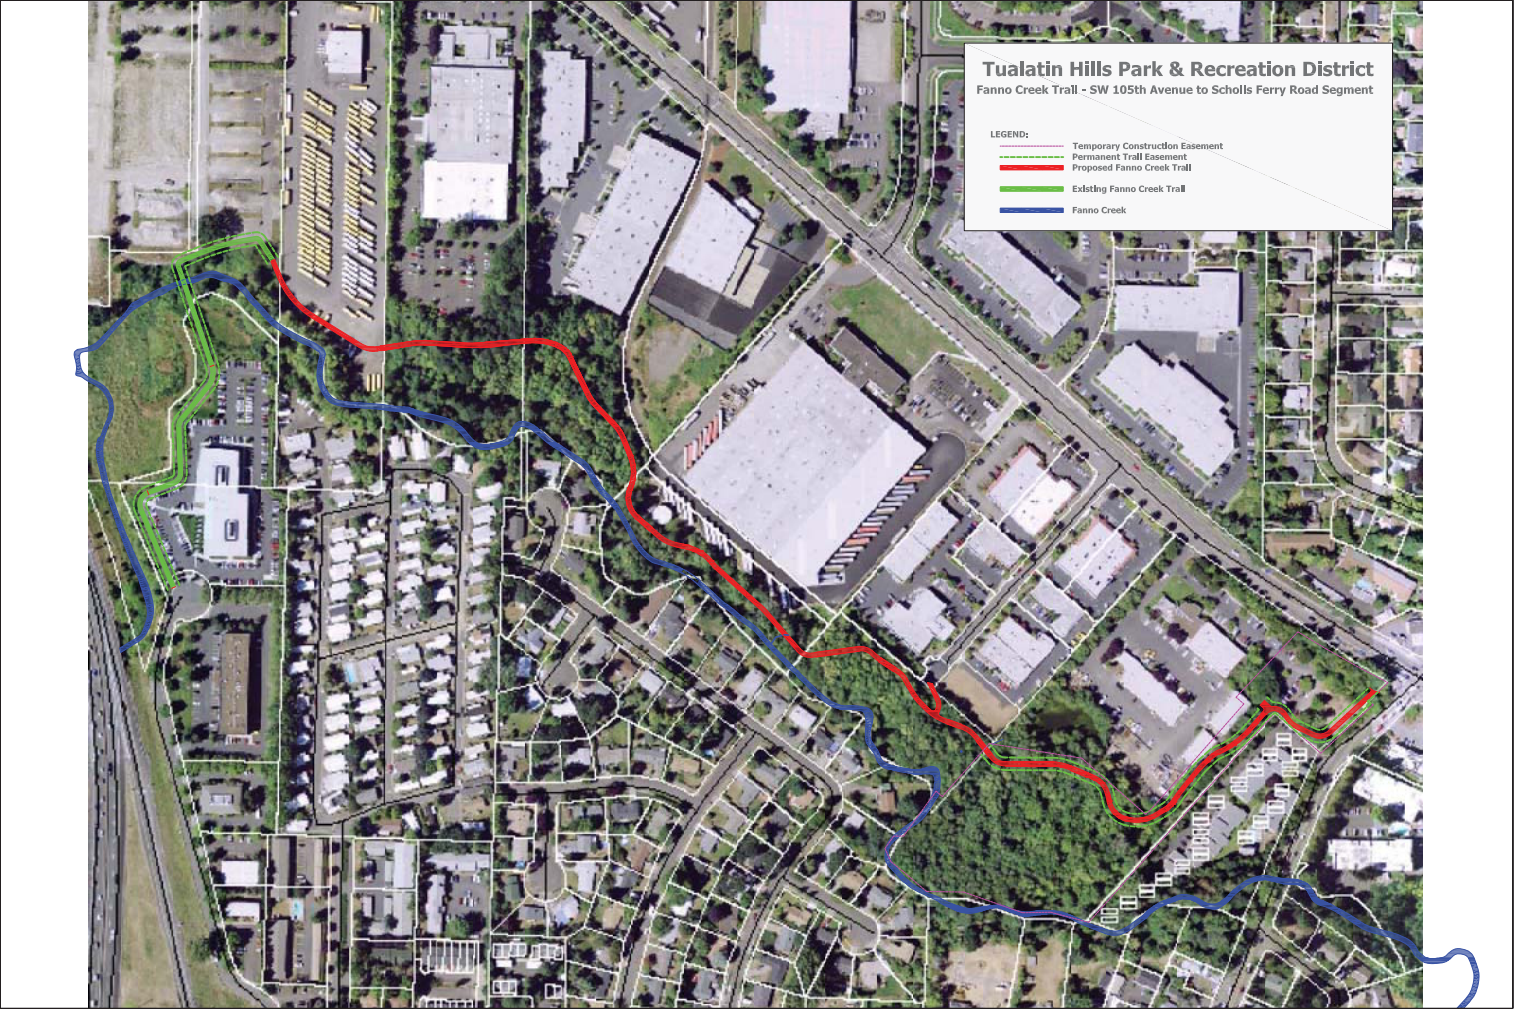 Tualatin Hills Park & Recreation District
Fanno Creek Trail - SW 105th Avenue to Scholls Ferry Road Segment
LEGEND:
Temporary Construction Easement
Permanent Trail Easement
Proposed Fanno Creek Trail
Existing Fanno Creek Trail
Fanno Creek